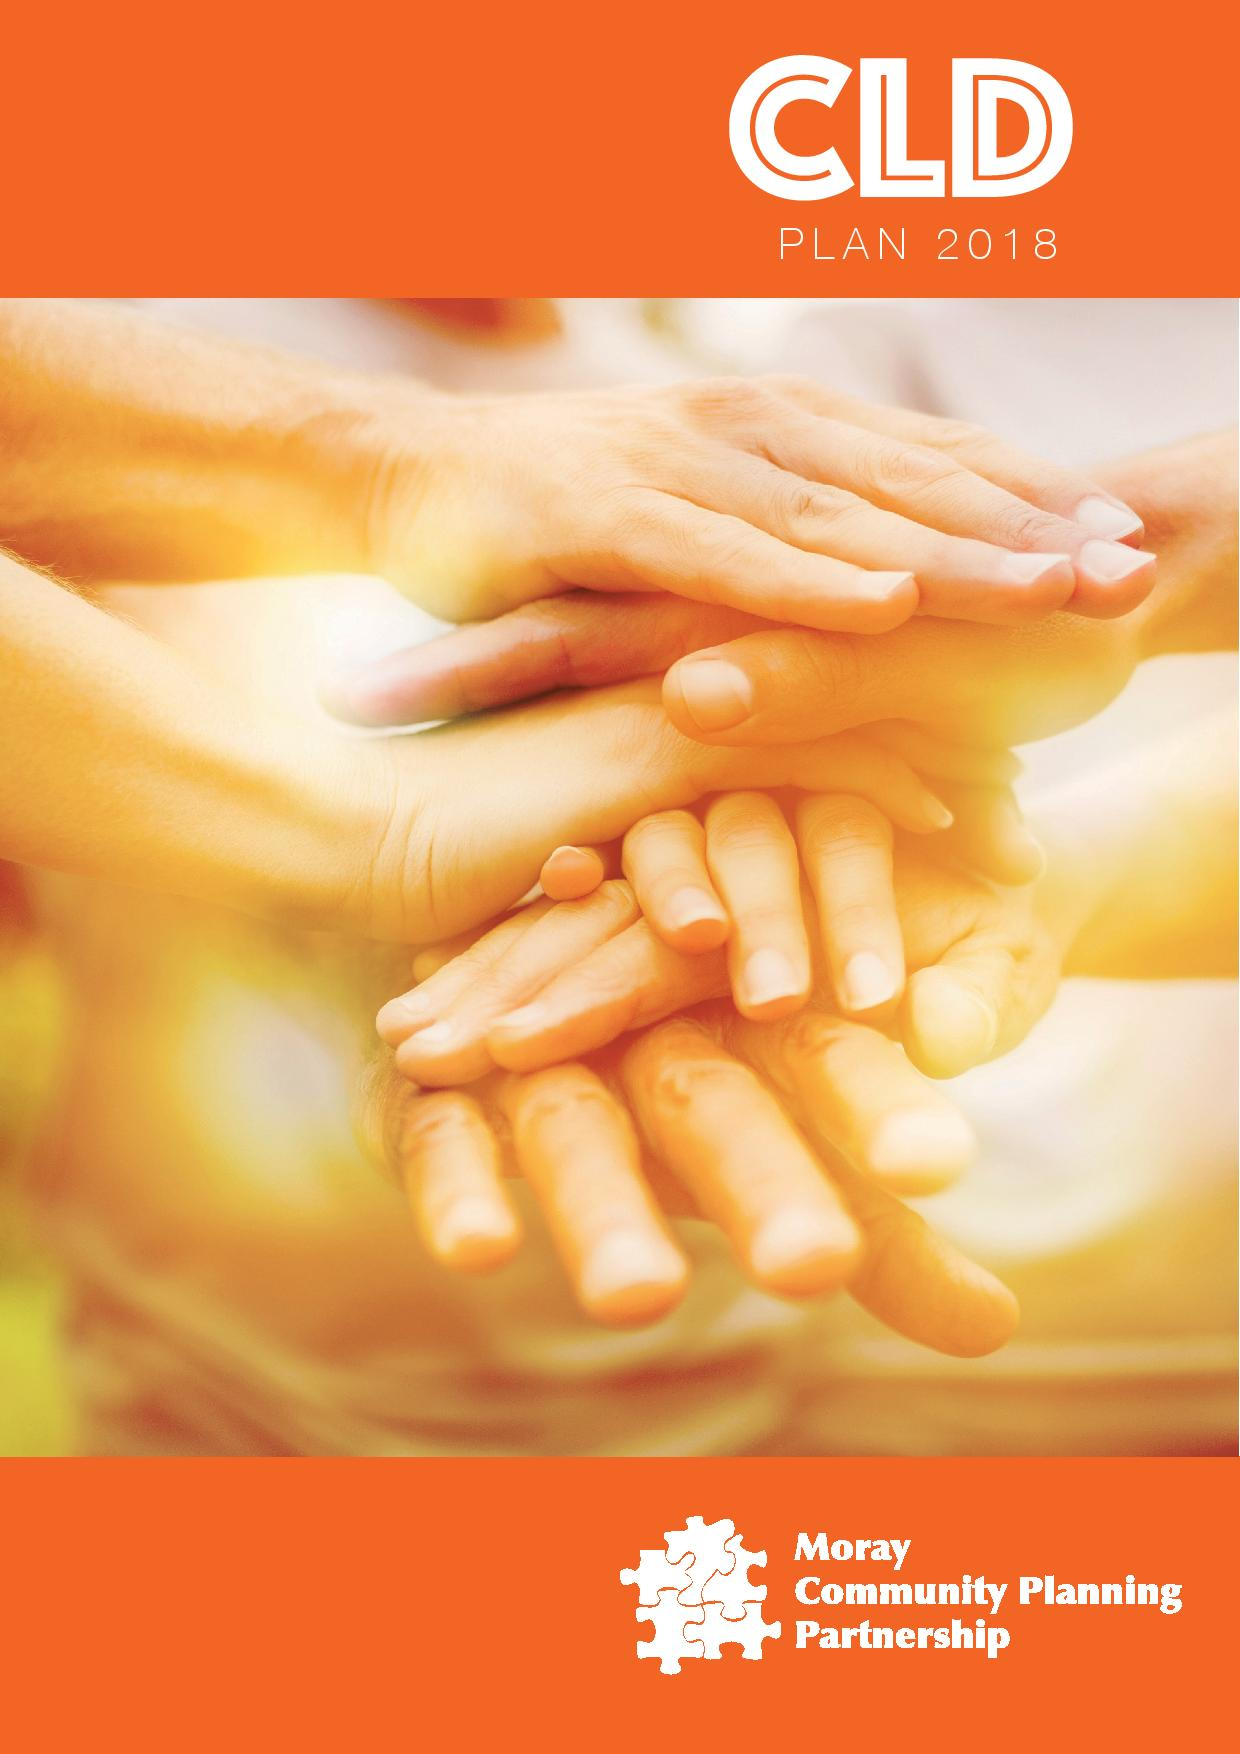 CLD
PLAN 2018
Moray
Community Planning
Partnership